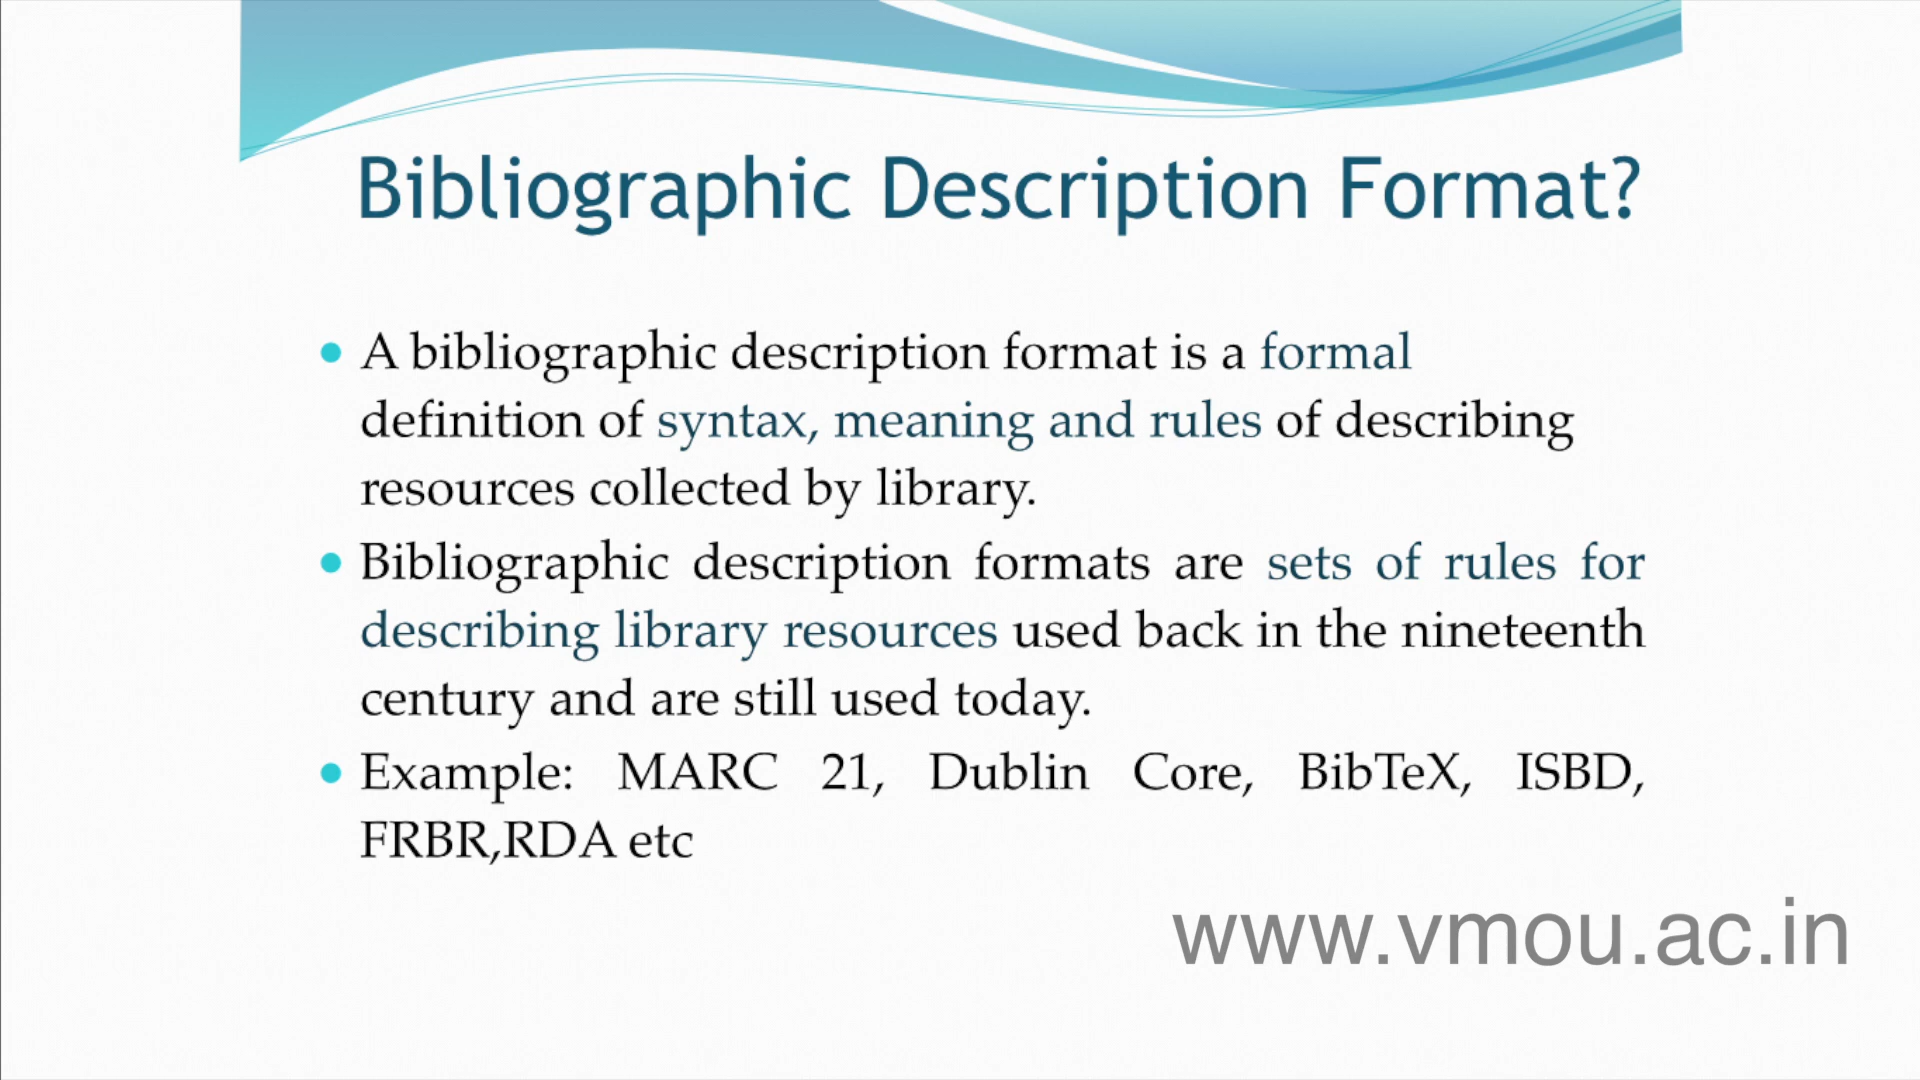 Bibliographic Description Format?
• A bibliographic description format is a formal
definition of syntax, meaning and rules of describing
resources collected by library.
• Bibliographic description formats are sets of rules for
describing library resources used back in the nineteenth
century and are still used today.
• Example: MARC 21, Dublin Core, BibTeX, ISBD,
FRBR,RDA etc
www.vmou.ac.in